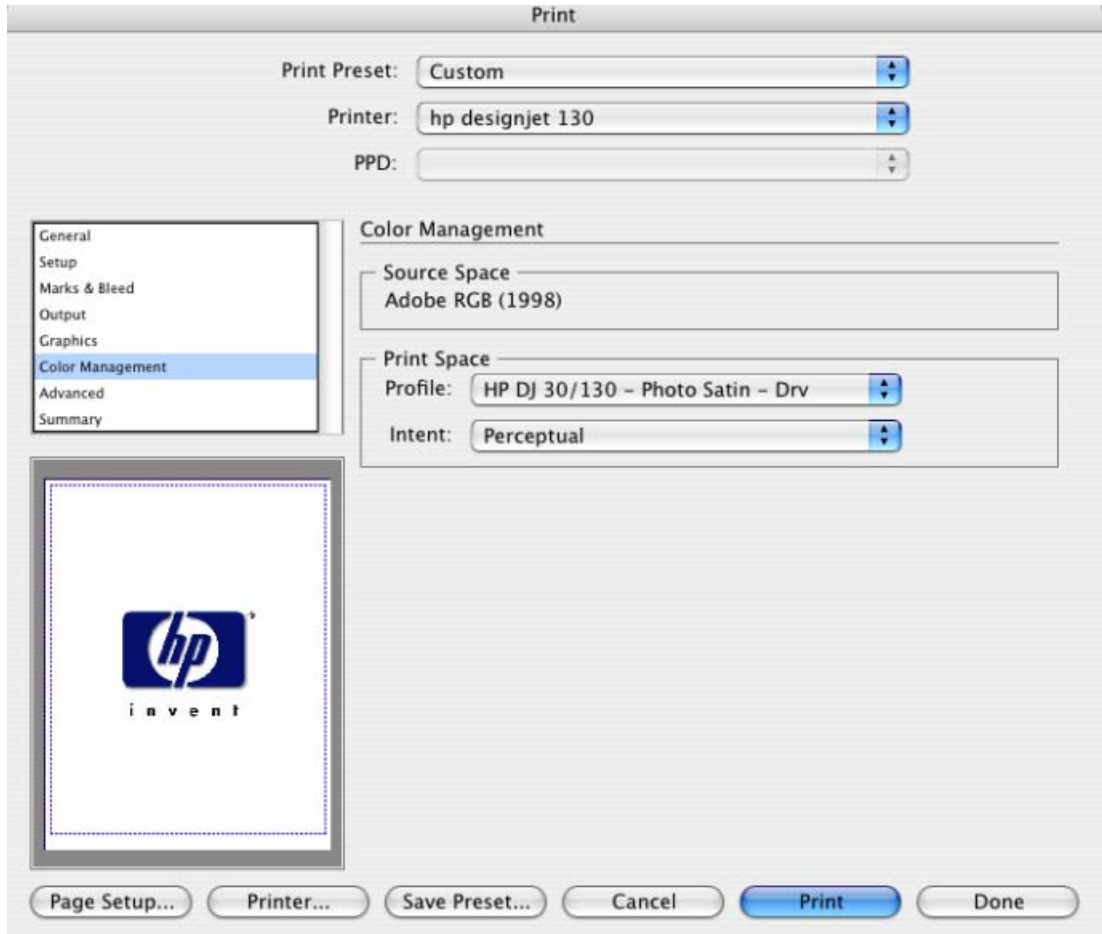 Print
Print Preset: Custom
Printer: hp designjet 130
PPD:
General
Setup
Marks & Bleed
Output
Graphics
Color Management
Advanced
Summary
Color Management
Source Space
Adobe RGB (1998)
Print Space
Profile: HP DJ 30/130 – Photo Satin – Drv
Intent: Perceptual
hp
invent
Page Setup... Printer... Save Preset... Cancel Print Done